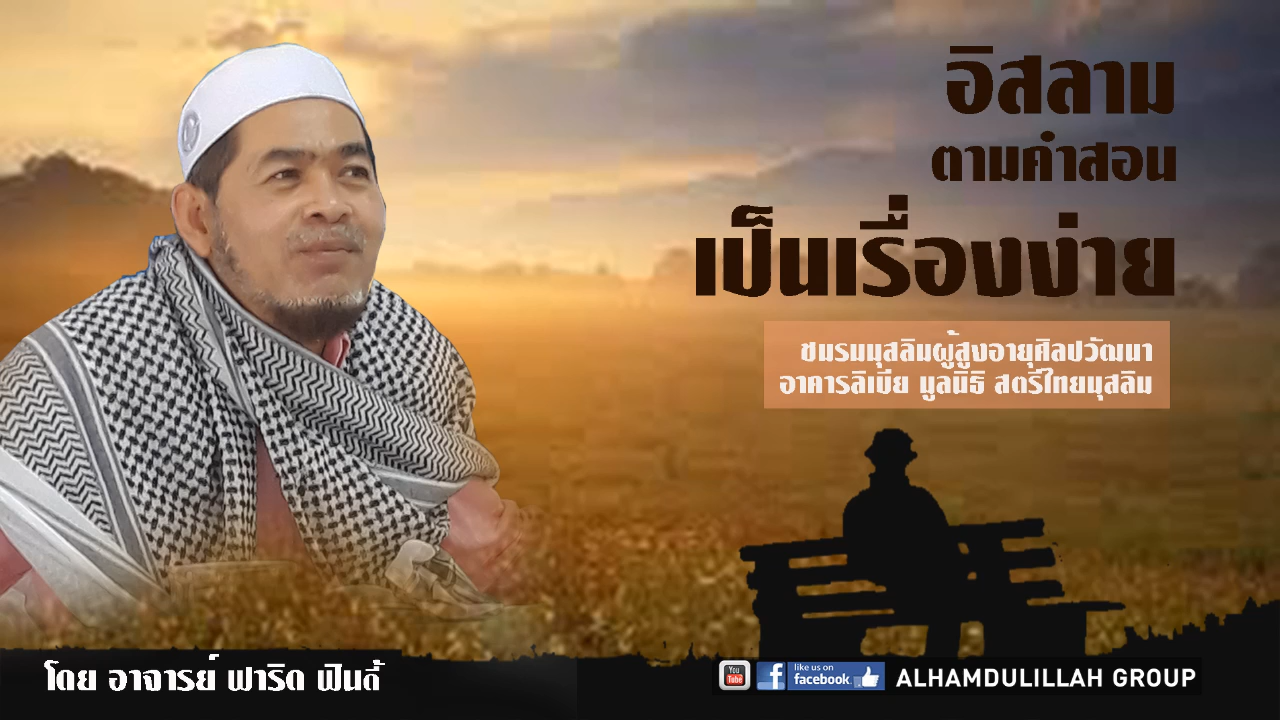 อิสลาม
ตามคำสอน
เป็นเรื่องง่าย
ชมรมมุสลิมผู้สูงอายุศิลปวัฒนา
อาคารลิเบีย มูลนิธิ สตรีไทยมุสลิม
โดย อาจารย์ ฟาริด ฟินดี้
You Tube
like us on
facebook
ALHAMDULILLAH GROUP